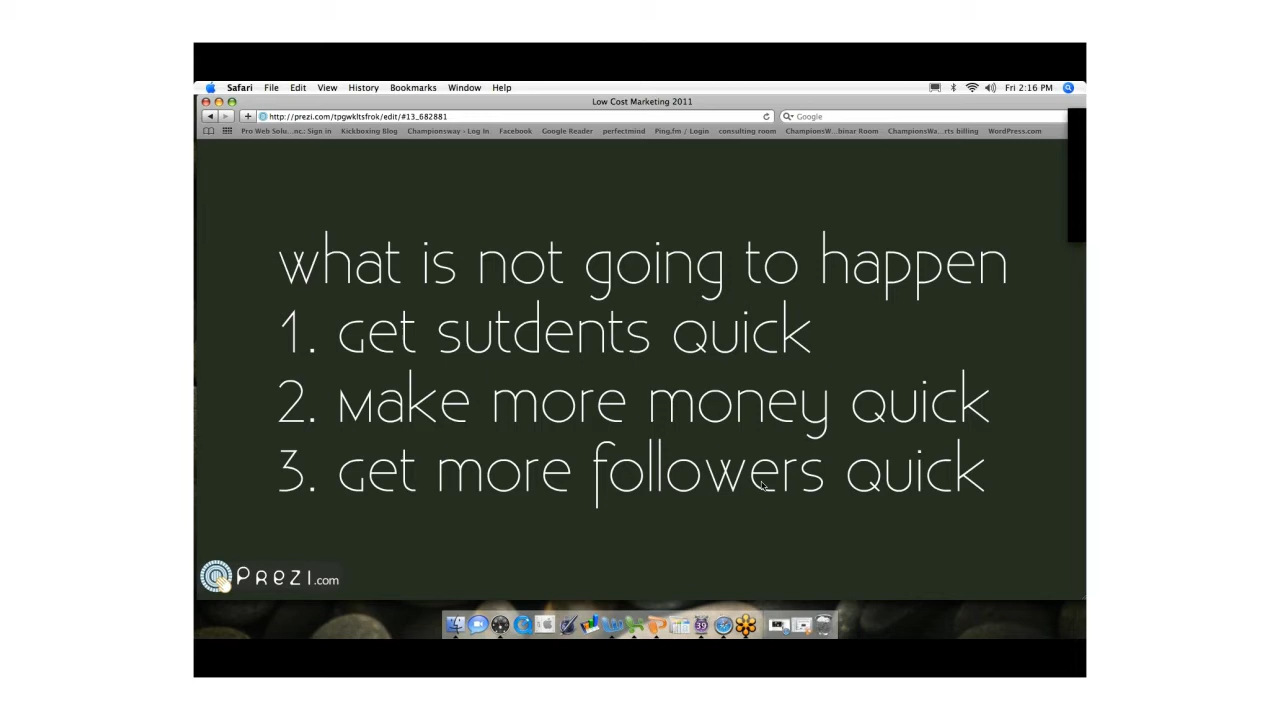 Safari File Edit View History Bookmarks Window Help Fri 2:16 PM
Low Cost Marketing 2011
http://prezi.com/tpgwkltsfrok/edit/#13_682881 Google
Pro Web Solu...nc.: Sign in Kickboxing Blog Championsway › Log In Facebook Google Reader perfectmind Ping.fm / Login consulting room ChampionsW...binar Room ChampionsWa...rts billing WordPress.com
what is not going to happen
1. Get sutdents quick
2. Make more money quick
3. Get more followers quick
Prezi.com
39